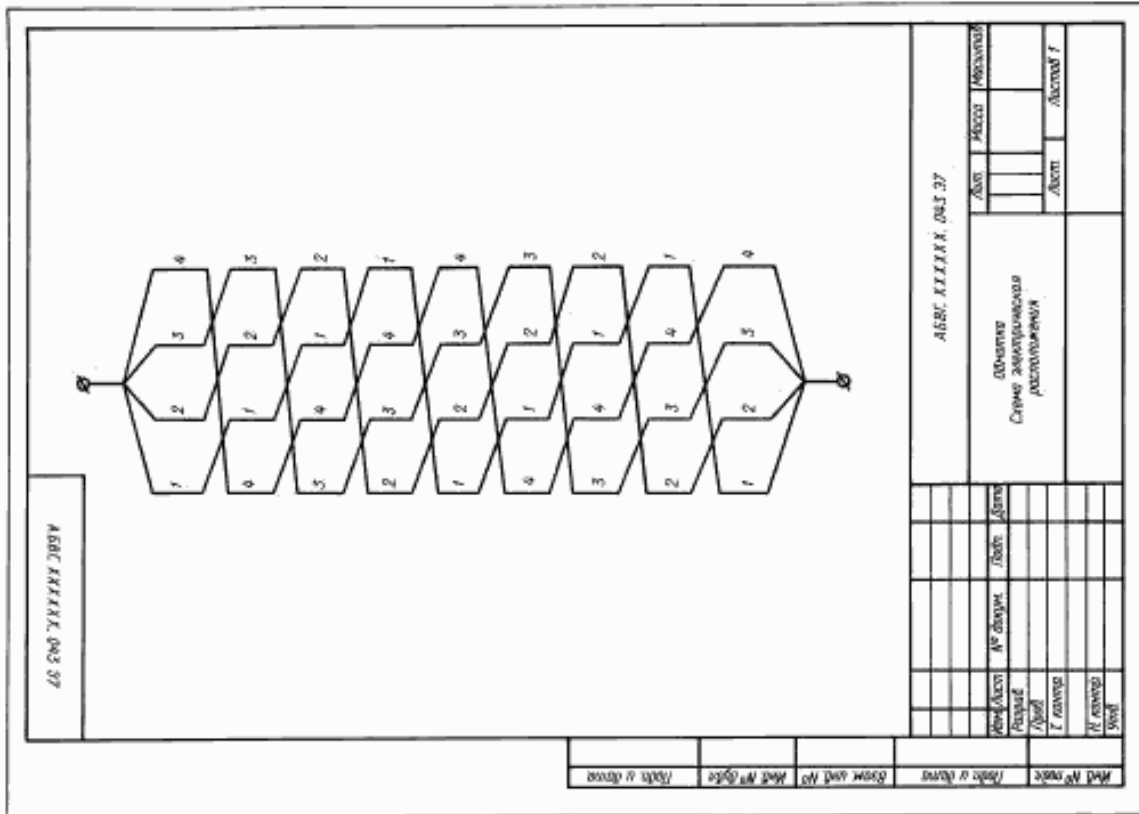 АБВГ. XXXXXX. 043 Э7
4 3 2 1 4 3 2 1 4
3 2 1 4 3 2 1 4 3
2 1 4 3 2 1 4 3 2
1 4 3 2 1 4 3 2 1
АБВГ. XXXXXX. 043 Э7
Обмотка
Схема электрическая
расположения
Лит. Масса Масштаб
Лист Листов 1
Изм. Лист № докум. Подп. Дата
Разраб
Пров.
Т. контр
Н. контр
Утв.
Инв. № подл.
Подп. и дата
Взам. инв. №
Инв. № дубл.
Подп. и дата